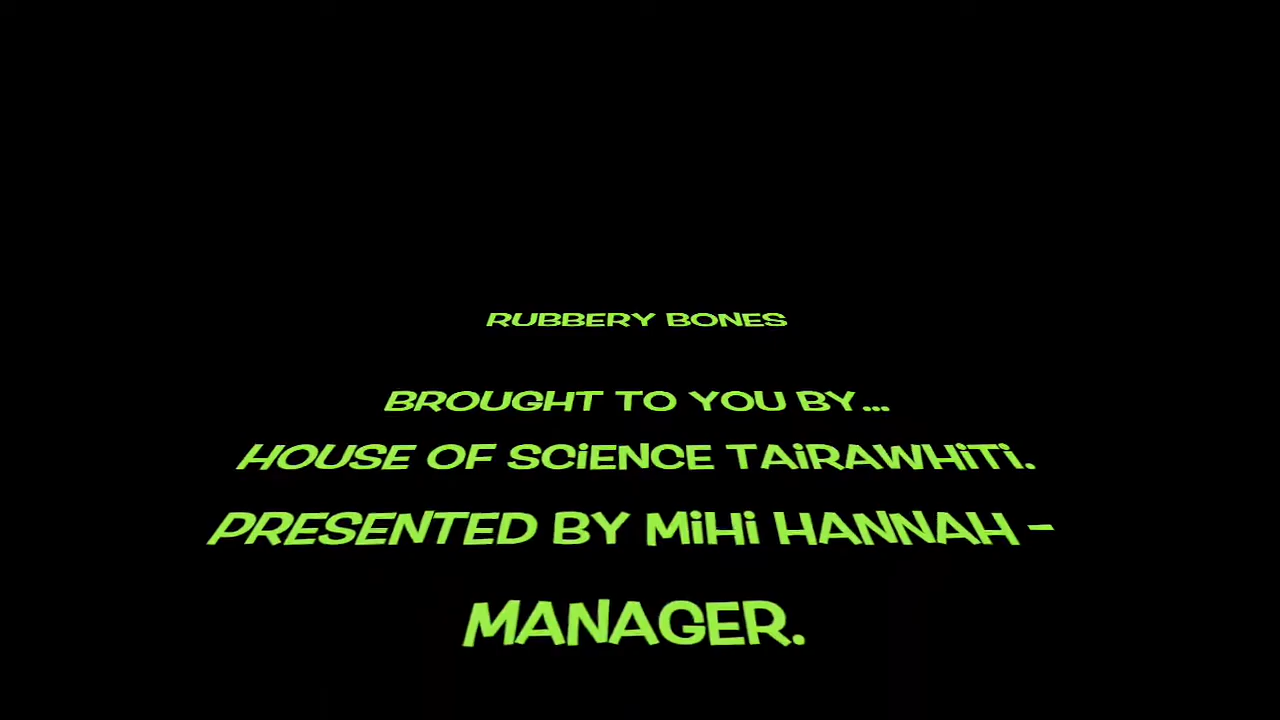 RUBBERY BONES
BROUGHT TO YOU BY...
HOUSE OF SCiENCE TAiRAWHiTi.
PRESENTED BY MiHi HANNAH -
MANAGER.